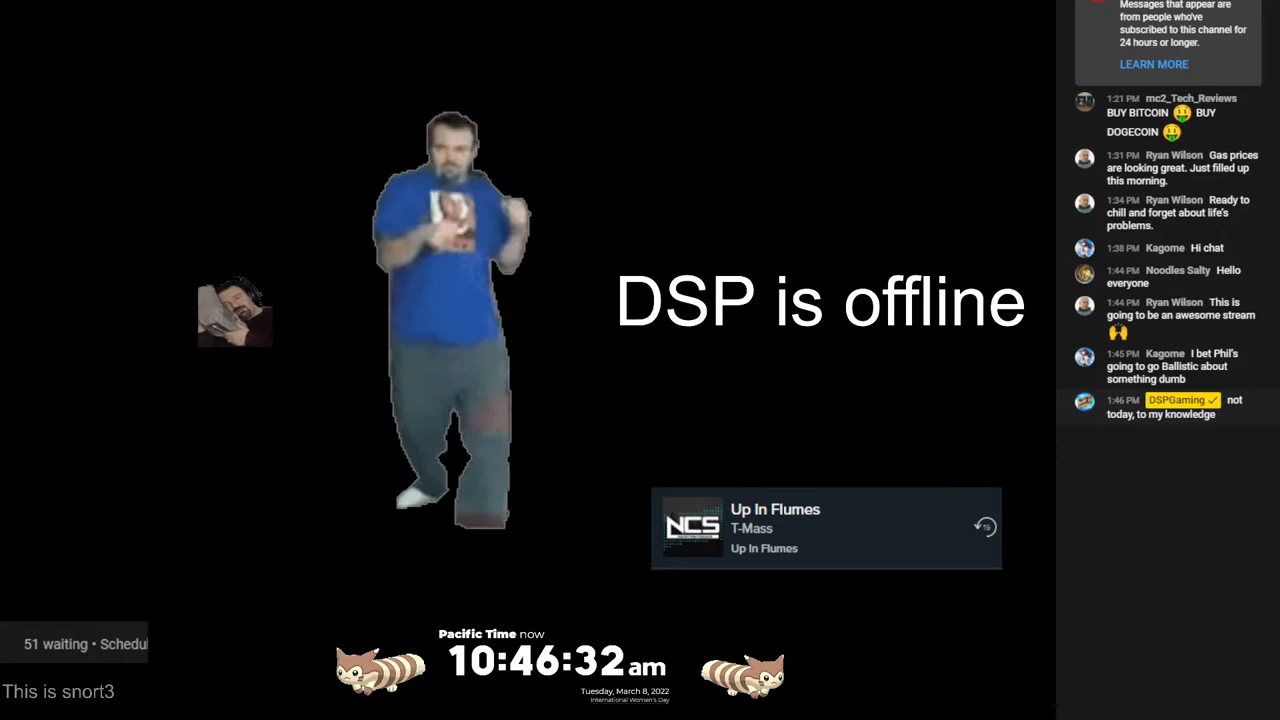 Messages that appear are
from people who've
subscribed to this channel for
24 hours or longer.
LEARN MORE
1:21 PM mc2_Tech_Reviews
BUY BITCOIN 🤑 BUY
DOGECOIN 🤑
1:31 PM Ryan Wilson Gas prices
are looking great. Just filled up
this morning.
1:34 PM Ryan Wilson Ready to
chill and forget about life's
problems.
1:38 PM Kagome Hi chat
1:44 PM Noodles Salty Hello
everyone
1:44 PM Ryan Wilson This is
going to be an awesome stream
🙌
1:45 PM Kagome I bet Phil's
going to go Ballistic about
something dumb
1:46 PM DSPGaming ✓ not
today, to my knowledge
DSP is offline
NCS
Up In Flumes
T-Mass
Up In Flumes
15
Pacific Time now
10:46:32 am
Tuesday, March 8, 2022
International Women's Day
51 waiting • Schedul
This is snort3